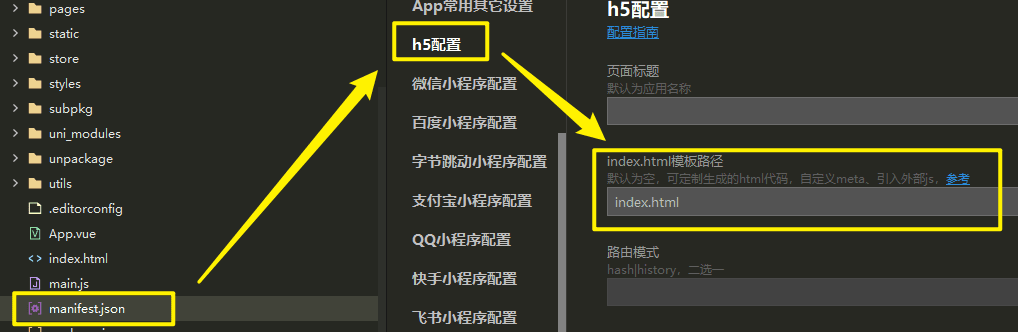 pages
static
store
styles
subpkg
uni_modules
unpackage
utils
.editorconfig
App.vue
index.html
main.js
manifest.json
App常用其它设置
h5配置
微信小程序配置
百度小程序配置
字节跳动小程序配置
支付宝小程序配置
QQ小程序配置
快手小程序配置
飞书小程序配置
h5配置
配置指南
页面标题
默认为应用名称
index.html模板路径
默认为空，可定制生成的html代码，自定义meta、引入外部js，参考
index.html
路由模式
hash|history，二选一